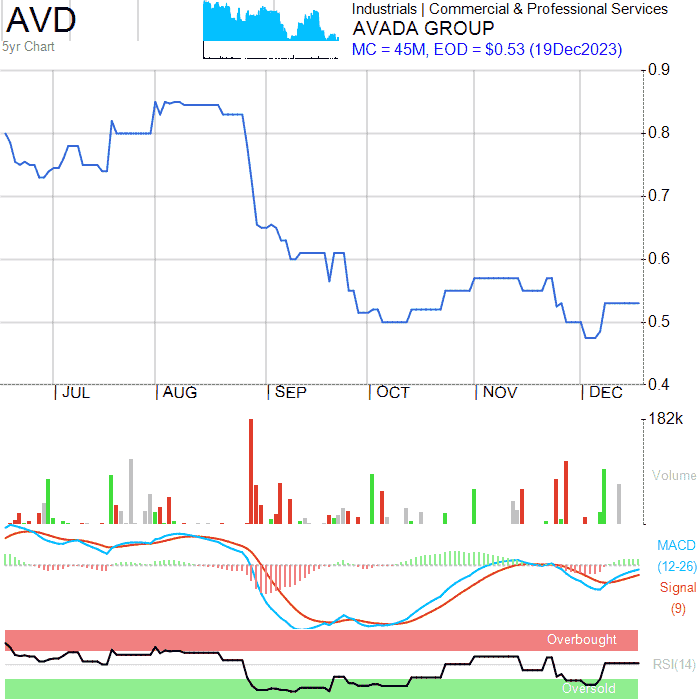 AVD
5yr Chart
Industrials | Commercial & Professional Services
AVADA GROUP
MC = 45M, EOD = $0.53 (19Dec2023)
0.9
0.8
0.7
0.6
0.5
0.4
JUL AUG SEP OCT NOV DEC
182k
Volume
MACD
(12-26)
Signal
(9)
Overbought
RSI(14)
Oversold